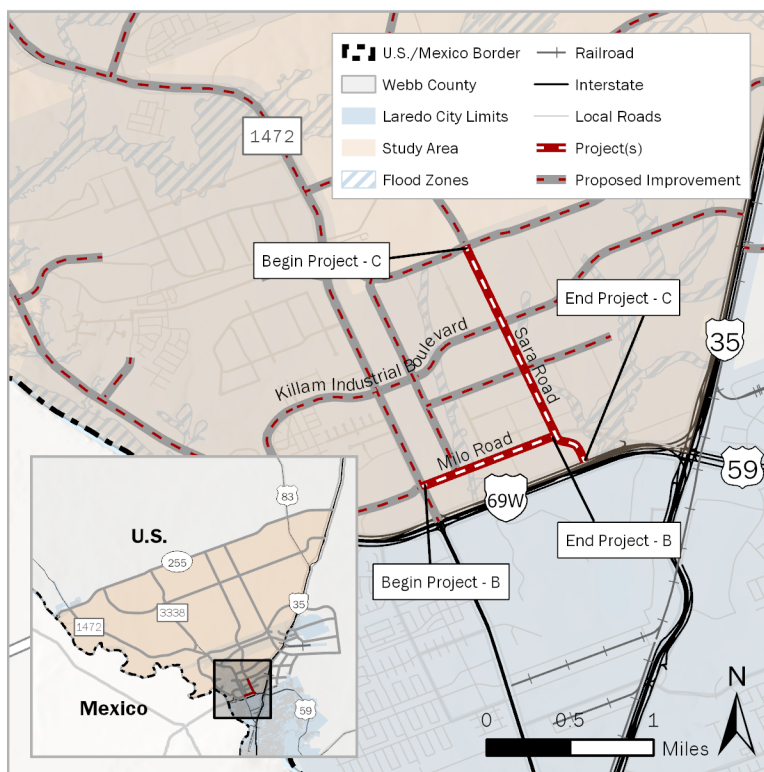 U.S./Mexico Border
Webb County
Laredo City Limits
Study Area
Flood Zones
Railroad
Interstate
Local Roads
Project(s)
Proposed Improvement
1472
Begin Project - C
End Project - C
35
Killam Industrial Boulevard
Sara Road
Milo Road
59
69W
End Project - B
Begin Project - B
83
U.S.
255
35
3338
1472
Mexico
59
N
0 0.5 1
Miles